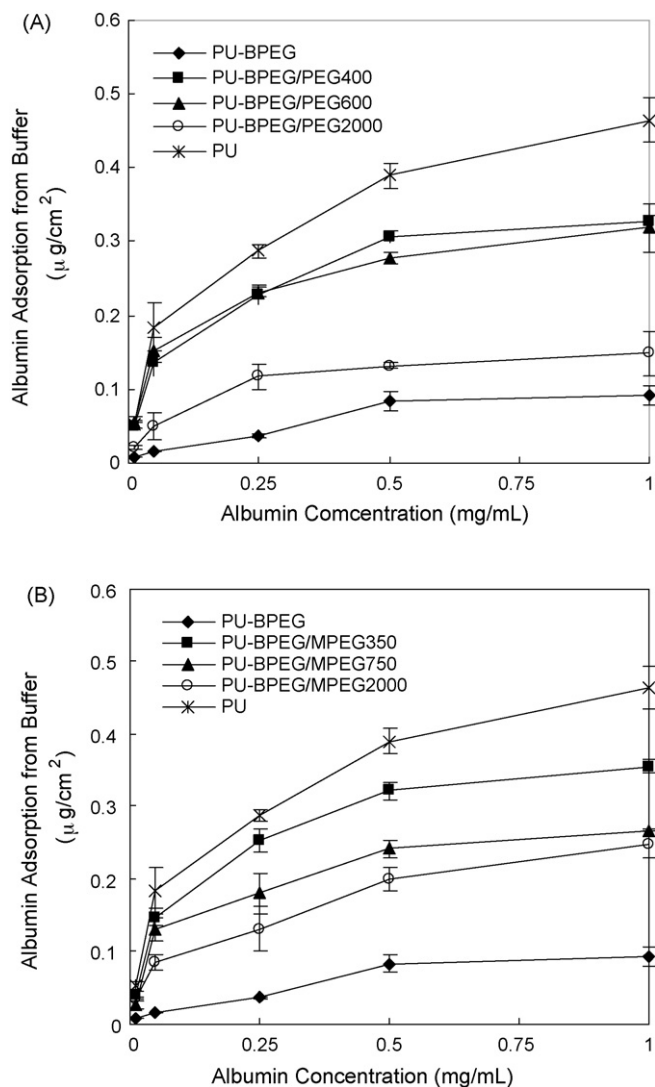 (A)
0.6
0.5
0.4
0.3
0.2
0.1
0
Albumin Adsorption from Buffer
(μ g/cm²)
PU-BPEG
PU-BPEG/PEG400
PU-BPEG/PEG600
PU-BPEG/PEG2000
PU
0
0.25
0.5
0.75
1
Albumin Comcentration (mg/mL)
(B)
0.6
0.5
0.4
0.3
0.2
0.1
0
Albumin Adsorption from Buffer
(μ g/cm²)
PU-BPEG
PU-BPEG/MPEG350
PU-BPEG/MPEG750
PU-BPEG/MPEG2000
PU
0
0.25
0.5
0.75
1
Albumin Concentration (mg/mL)